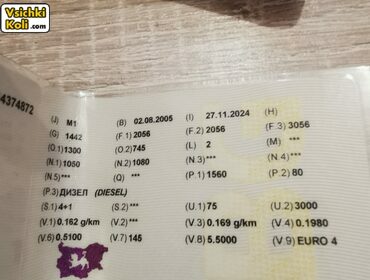 Vsichki
Koli.com
4374872
(J) M1 (B) 02.08.2005 (I) 27.11.2024 (H)
(G) 1442 (F.1) 2056 (F.2) 2056 (F.3) 3056
(O.1) 1300 (O.2) 745 (L) 2 (M) ***
(N.1) 1050 (N.2) 1080 (N.3) *** (N.4) ***
(N.5) *** (Q) *** (P.1) 1560 (P.2) 80
(P.3) ДИЗЕЛ (DIESEL)
(S.1) 4+1 (S.2) *** (U.1) 75 (U.2) 3000
(V.1) 0.162 g/km (V.2) *** (V.3) 0.169 g/km (V.4) 0.1980
(V.6) 0.5100 (V.7) 145 (V.8) 5.5000 (V.9) EURO 4